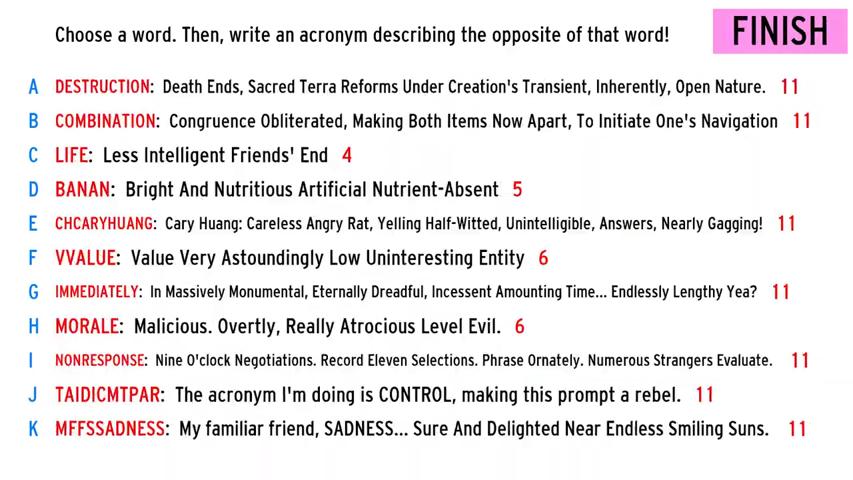 Choose a word. Then, write an acronym describing the opposite of that word!
FINISH
A DESTRUCTION: Death Ends, Sacred Terra Reforms Under Creation's Transient, Inherently, Open Nature. 11
B COMBINATION: Congruence Obliterated, Making Both Items Now Apart, To Initiate One's Navigation 11
C LIFE: Less Intelligent Friends' End 4
D BANAN: Bright And Nutritious Artificial Nutrient-Absent 5
E CHCARYHUANG: Cary Huang: Careless Angry Rat, Yelling Half-Witted, Unintelligible, Answers, Nearly Gagging! 11
F VVALUE: Value Very Astoundingly Low Uninteresting Entity 6
G IMMEDIATELY: In Massively Monumental, Eternally Dreadful, Incessent Amounting Time... Endlessly Lengthy Yea? 11
H MORALE: Malicious. Overtly, Really Atrocious Level Evil. 6
I NONRESPONSE: Nine O'clock Negotiations. Record Eleven Selections. Phrase Ornately. Numerous Strangers Evaluate. 11
J TAIDICMTPAR: The acronym I'm doing is CONTROL, making this prompt a rebel. 11
K MFFSSADNESS: My familiar friend, SADNESS... Sure And Delighted Near Endless Smiling Suns. 11